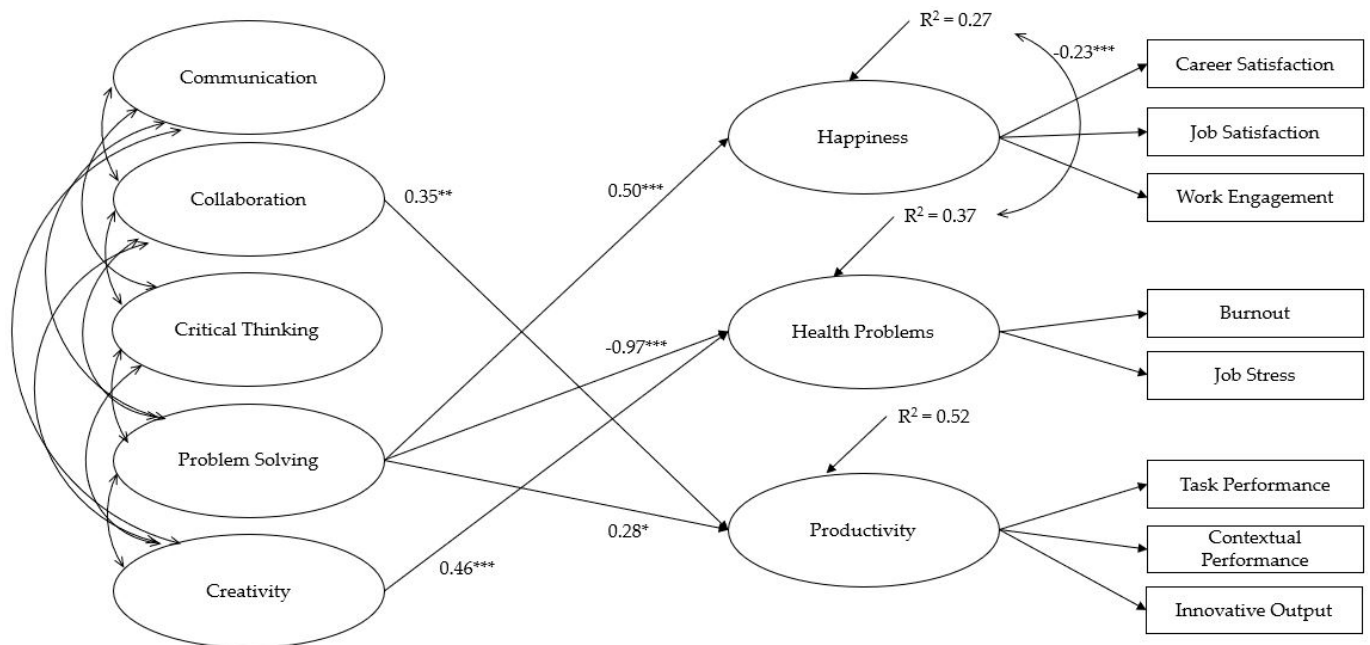 R² = 0.27
-0.23***
Communication
Career Satisfaction
Happiness
Job Satisfaction
Collaboration
0.35**
0.50***
Work Engagement
R² = 0.37
Critical Thinking
Health Problems
Burnout
-0.97***
Job Stress
R² = 0.52
Problem Solving
Task Performance
0.28*
Productivity
Contextual
Performance
0.46***
Creativity
Innovative Output